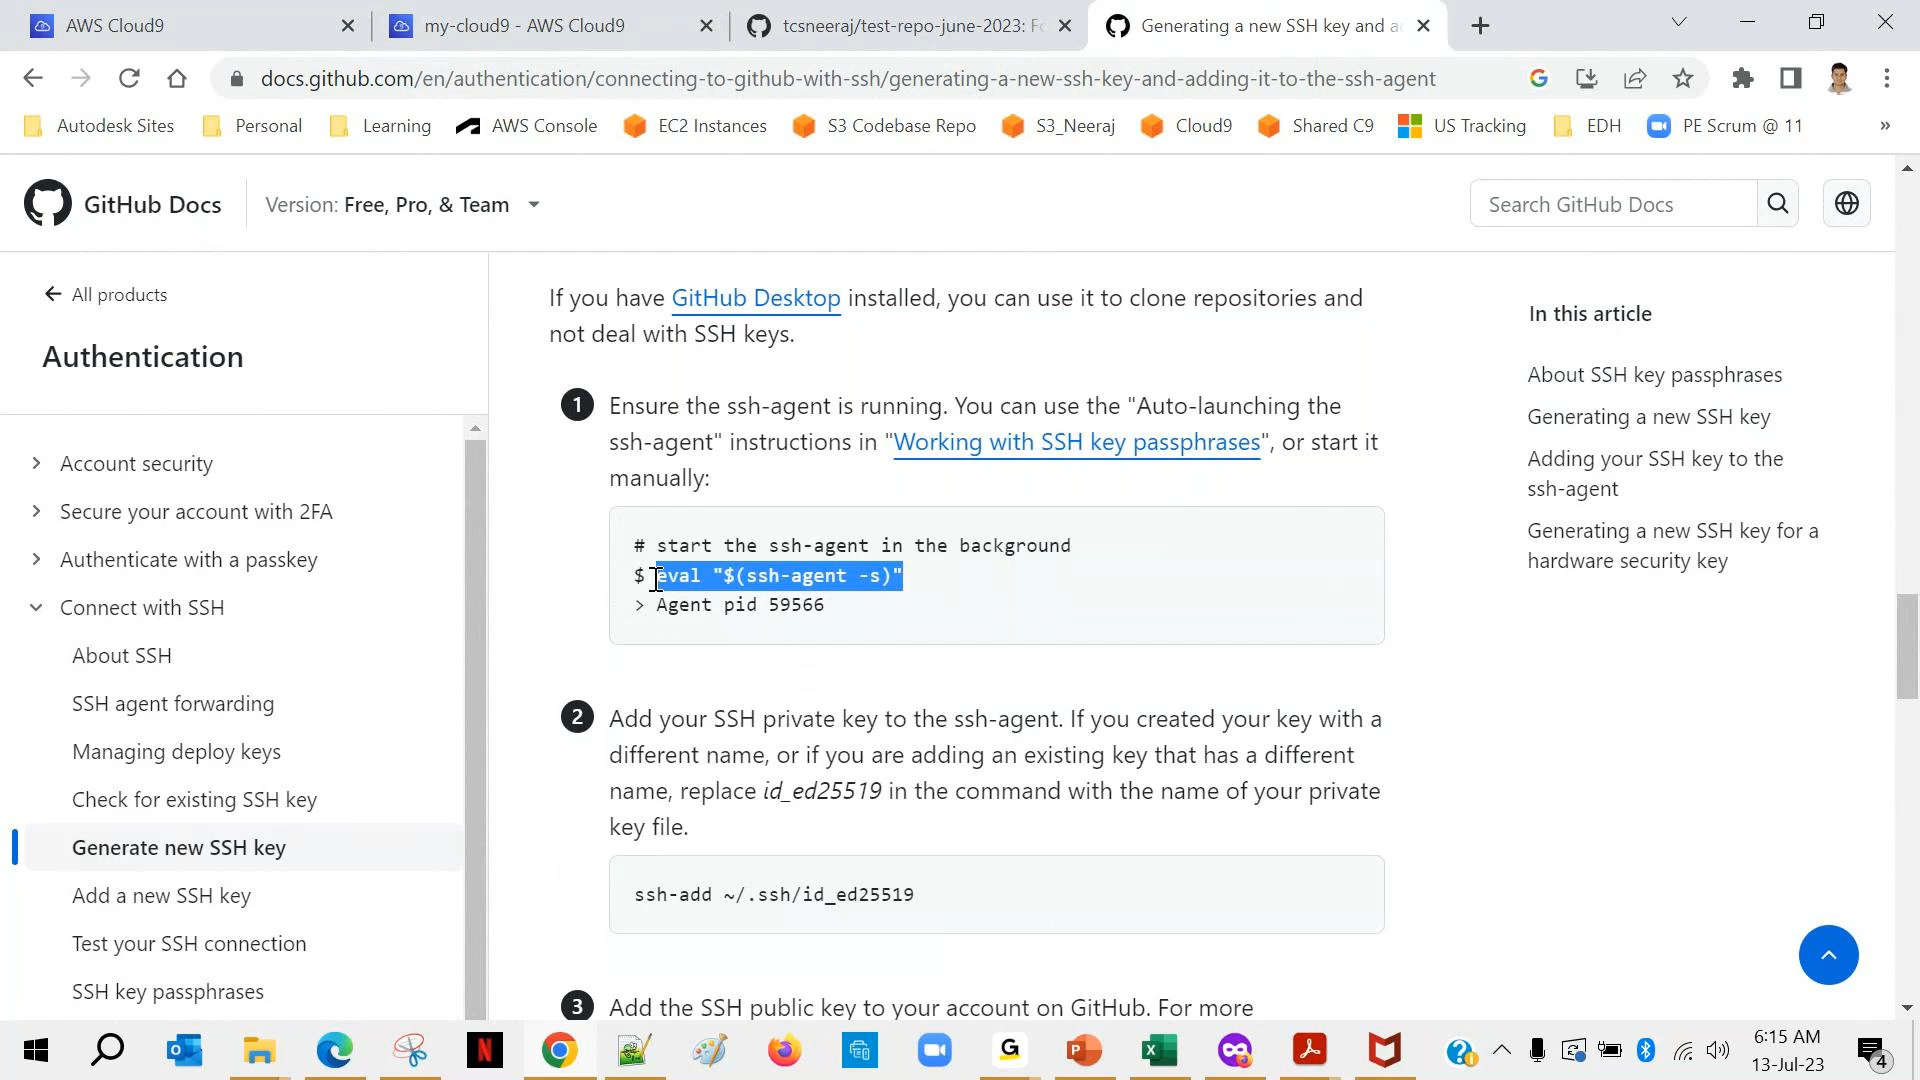 AWS Cloud9
my-cloud9 - AWS Cloud9
tcsneeraj/test-repo-june-2023: Fo
Generating a new SSH key and ad
docs.github.com/en/authentication/connecting-to-github-with-ssh/generating-a-new-ssh-key-and-adding-it-to-the-ssh-agent
Autodesk Sites
Personal
Learning
AWS Console
EC2 Instances
S3 Codebase Repo
S3_Neeraj
Cloud9
Shared C9
US Tracking
EDH
PE Scrum @ 11
»
GitHub Docs
Version: Free, Pro, & Team
Search GitHub Docs
All products
Authentication
Account security
Secure your account with 2FA
Authenticate with a passkey
Connect with SSH
About SSH
SSH agent forwarding
Managing deploy keys
Check for existing SSH key
Generate new SSH key
Add a new SSH key
Test your SSH connection
SSH key passphrases
If you have GitHub Desktop installed, you can use it to clone repositories and
not deal with SSH keys.
1 Ensure the ssh-agent is running. You can use the "Auto-launching the
ssh-agent" instructions in "Working with SSH key passphrases", or start it
manually:
# start the ssh-agent in the background
$ eval "$(ssh-agent -s)"
> Agent pid 59566
2 Add your SSH private key to the ssh-agent. If you created your key with a
different name, or if you are adding an existing key that has a different
name, replace id_ed25519 in the command with the name of your private
key file.
ssh-add ~/.ssh/id_ed25519
3 Add the SSH public key to your account on GitHub. For more
In this article
About SSH key passphrases
Generating a new SSH key
Adding your SSH key to the
ssh-agent
Generating a new SSH key for a
hardware security key
6:15 AM
13-Jul-23
4